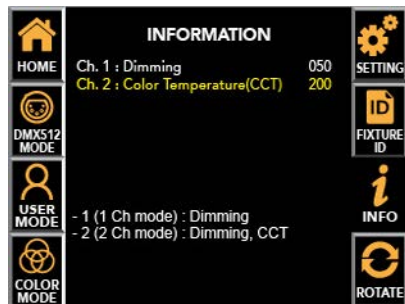 INFORMATION
HOME
Ch. 1 : Dimming 050
SETTING
Ch. 2 : Color Temperature(CCT) 200
DMX512
MODE
ID
FIXTURE
ID
USER
MODE
- 1 (1 Ch mode) : Dimming
- 2 (2 Ch mode) : Dimming, CCT
i
INFO
COLOR
MODE
ROTATE